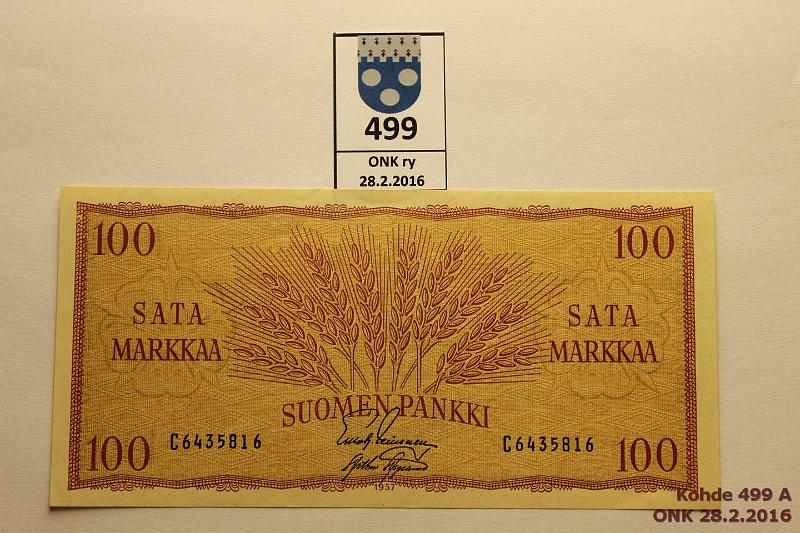 499
ONK ry
28.2.2016
100 100
SATA
MARKKAA
SATA
MARKKAA
SUOMEN PANKKI
C6435816 C6435816
100 100
1957
Kohde 499 A
ONK 28.2.2016